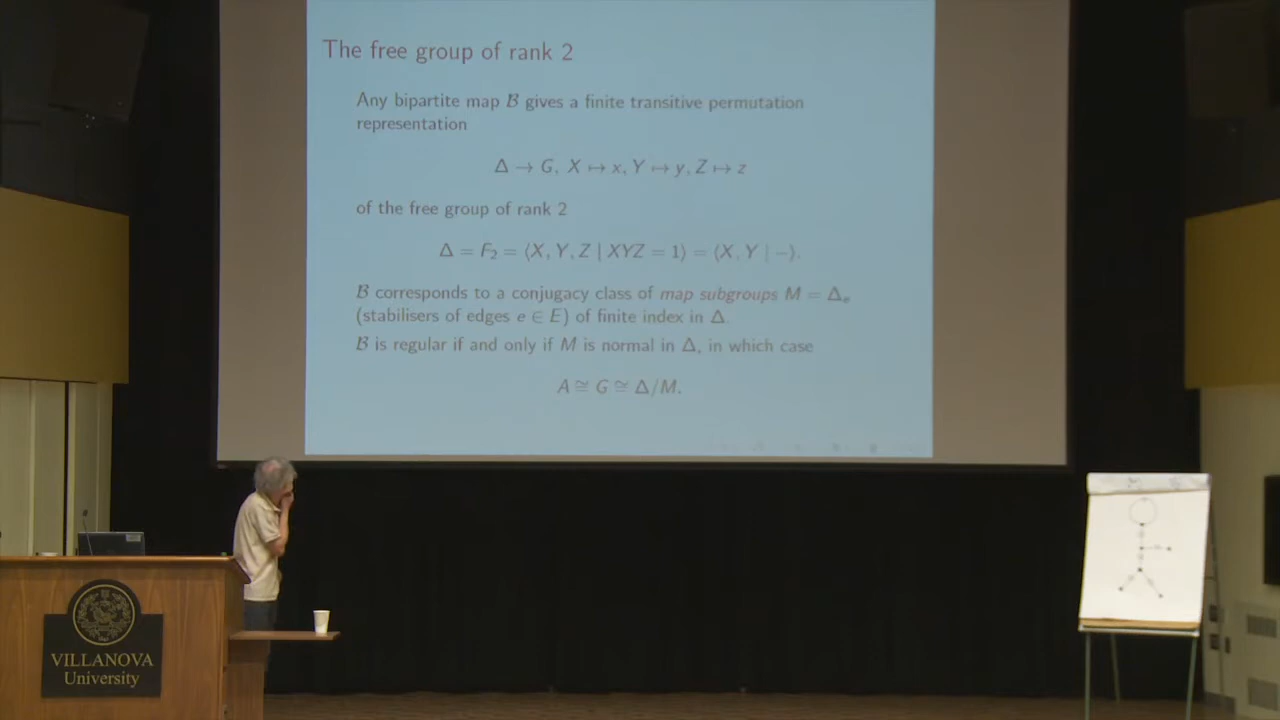 The free group of rank 2
Any bipartite map ℬ gives a finite transitive permutation
representation
Δ → G, X ↦ x, Y ↦ y, Z ↦ z
of the free group of rank 2
Δ = F₂ = ⟨X, Y, Z | XYZ = 1⟩ = ⟨X, Y | −⟩.
ℬ corresponds to a conjugacy class of map subgroups M = Δₑ
(stabilisers of edges e ∈ E) of finite index in Δ.
ℬ is regular if and only if M is normal in Δ, in which case
A ≅ G ≅ Δ/M.
VILLANOVA
University